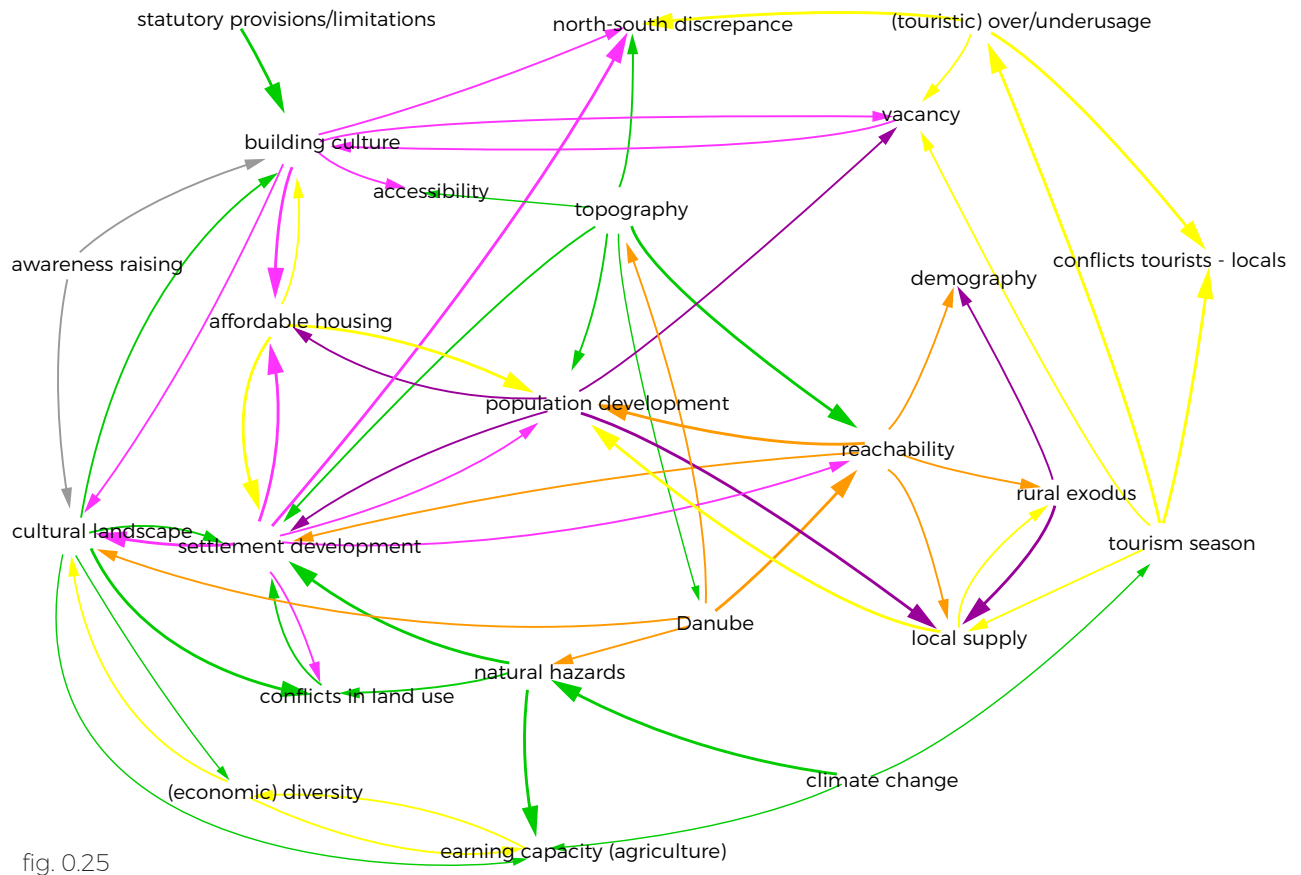 statutory provisions/limitations
north-south discrepance
(touristic) over/underusage
vacancy
building culture
accessibility
topography
awareness raising
conflicts tourists - locals
demography
affordable housing
population development
reachability
rural exodus
cultural landscape
settlement development
tourism season
Danube
local supply
natural hazards
conflicts in land use
climate change
(economic) diversity
earning capacity (agriculture)
fig. 0.25